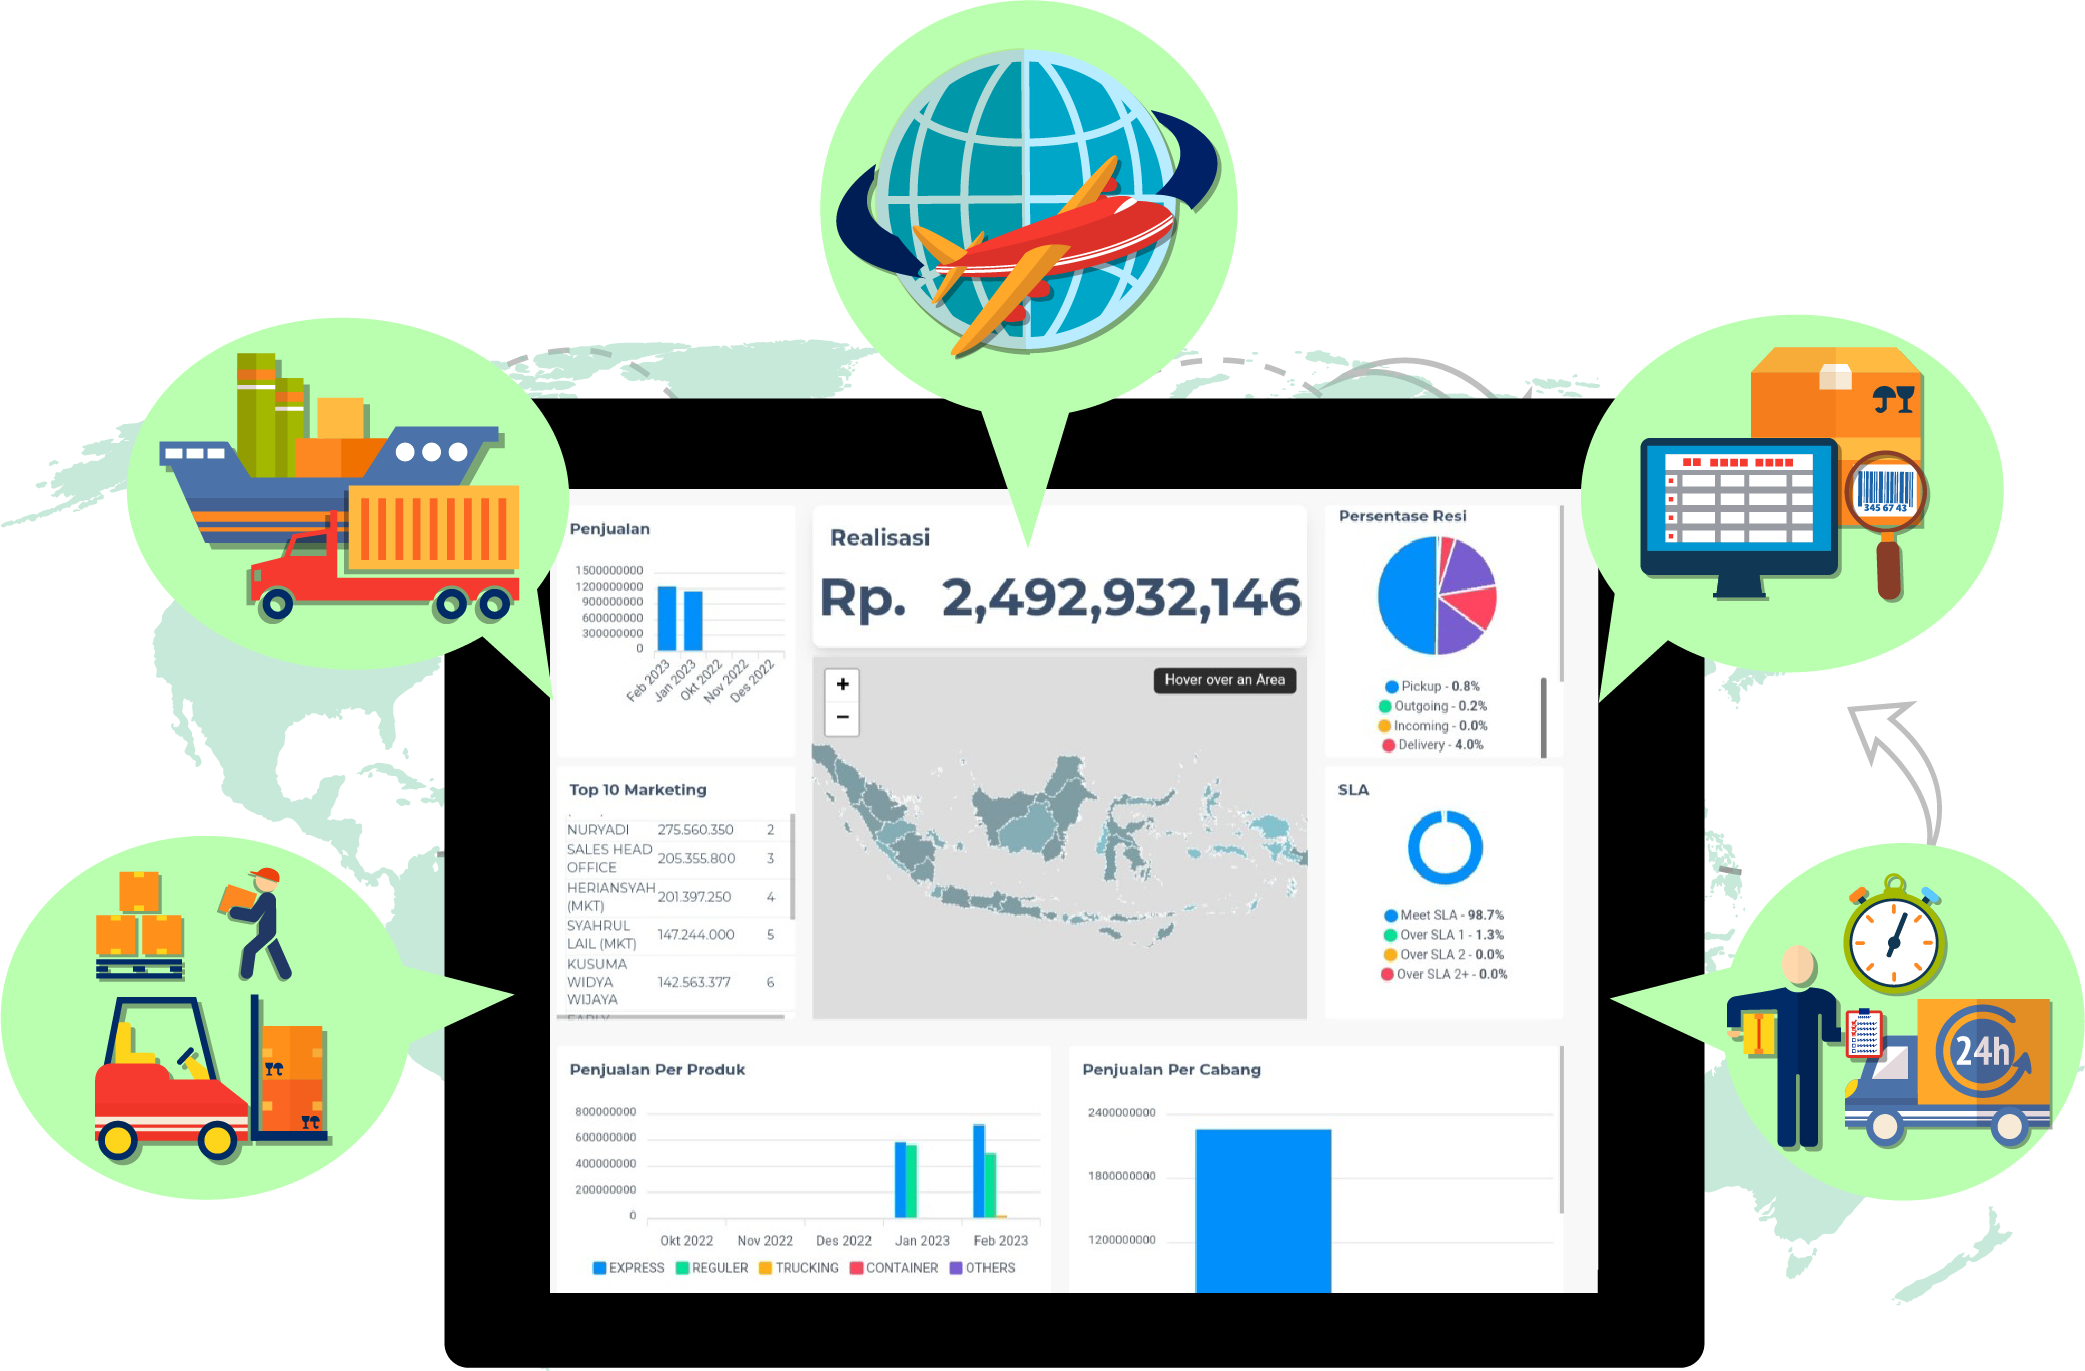 Penjualan
1500000000
1200000000
900000000
600000000
300000000
0
Feb 2023
Jan 2023
Okt 2022
Nov 2022
Des 2022
Realisasi
Rp. 2,492,932,146
Persentase Resi
Pickup - 0.8%
Outgoing - 0.2%
Incoming - 0.0%
Delivery - 4.0%
345 67 43
+
−
Hover over an Area
Top 10 Marketing
NURYADI 275.560.350 2
SALES HEAD
OFFICE 205.355.800 3
HERIANSYAH
(MKT) 201.397.250 4
SYAHRUL
LAIL (MKT) 147.244.000 5
KUSUMA
WIDYA 142.563.377 6
WIJAYA
SLA
Meet SLA - 98.7%
Over SLA 1 - 1.3%
Over SLA 2 - 0.0%
Over SLA 2+ - 0.0%
24h
Penjualan Per Produk
800000000
600000000
400000000
200000000
0
Okt 2022 Nov 2022 Des 2022 Jan 2023 Feb 2023
EXPRESS REGULER TRUCKING CONTAINER OTHERS
Penjualan Per Cabang
2400000000
1800000000
1200000000